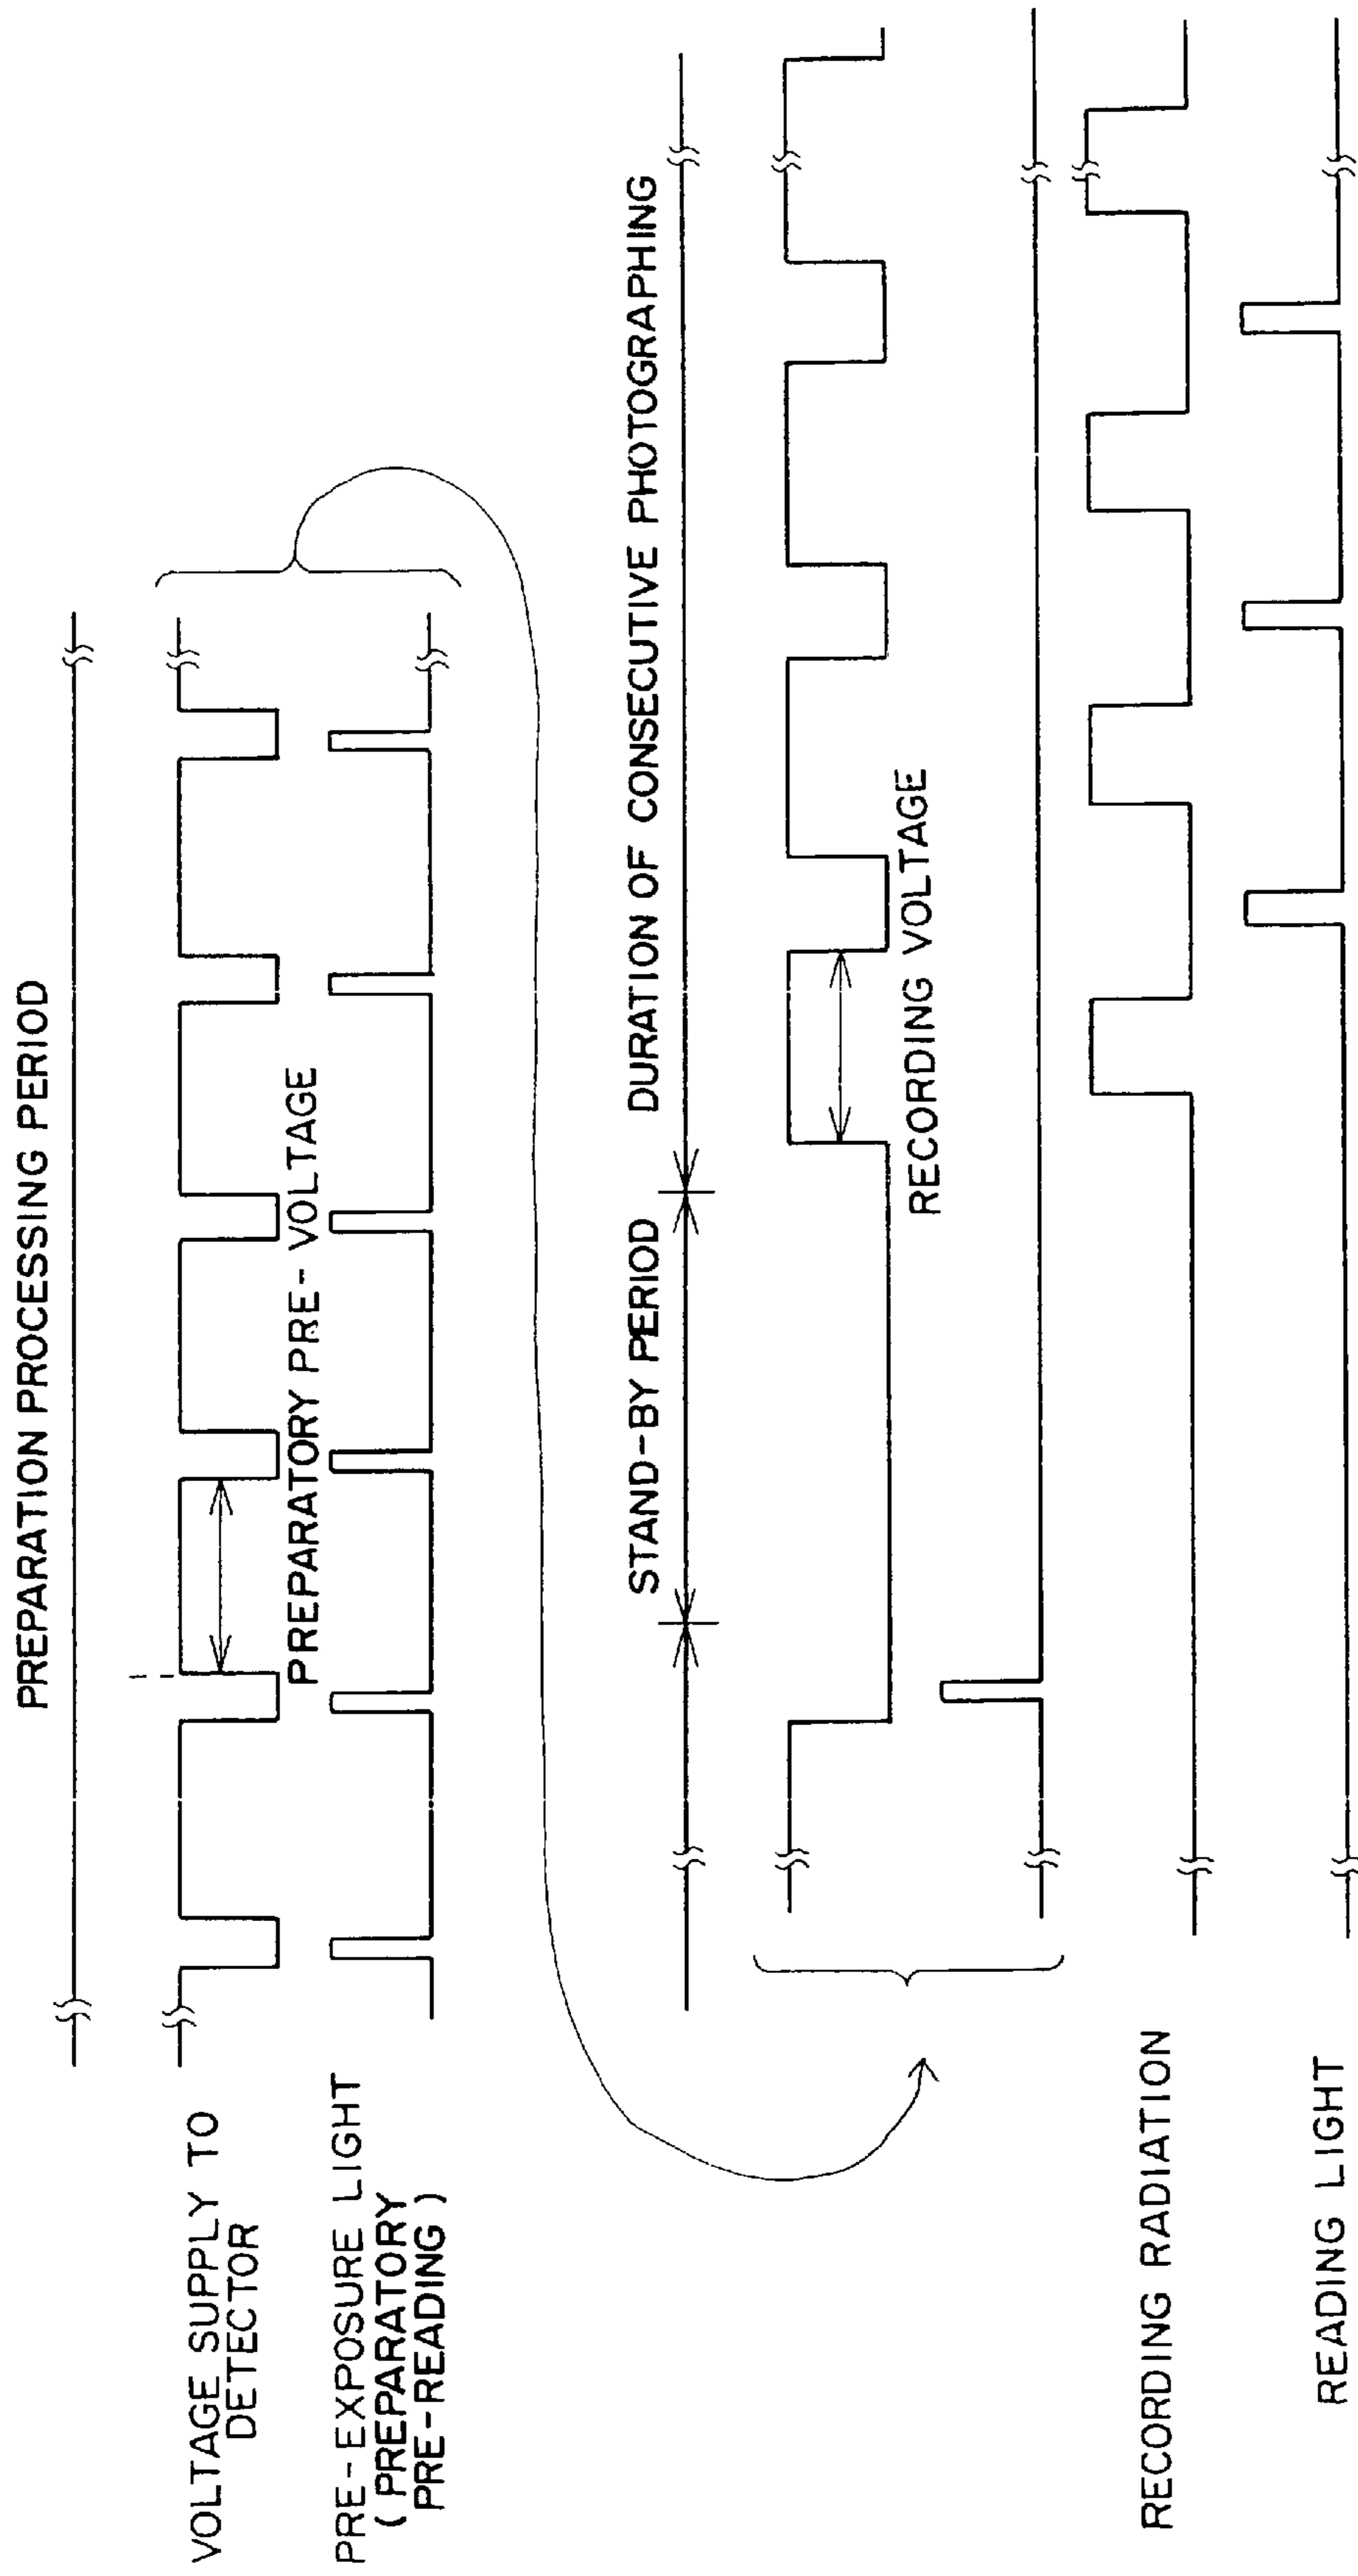 PREPARATION PROCESSING PERIOD
VOLTAGE SUPPLY TO
DETECTOR
PREPARATORY PRE-VOLTAGE
PRE-EXPOSURE LIGHT
(PREPARATORY
PRE-READING)
STAND-BY PERIOD
DURATION OF CONSECUTIVE PHOTOGRAPHING
RECORDING VOLTAGE
RECORDING RADIATION
READING LIGHT